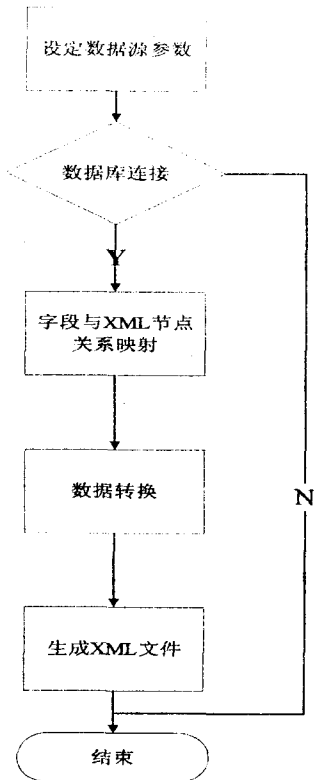 设定数据源参数
数据库连接
Y
字段与XML节点
关系映射
数据转换
N
生成XML文件
结束